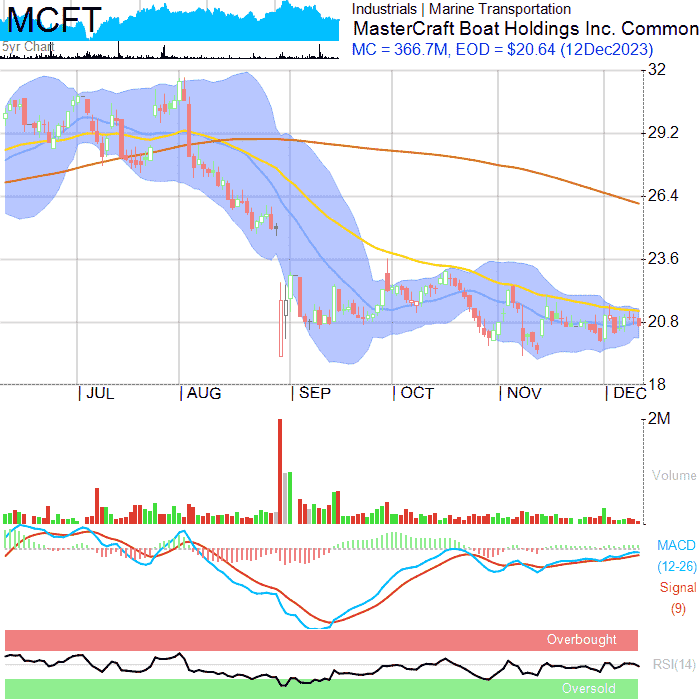 MCFT
5yr Chart
Industrials | Marine Transportation
MasterCraft Boat Holdings Inc. Common
MC = 366.7M, EOD = $20.64 (12Dec2023)
32
29.2
26.4
23.6
20.8
18
JUL AUG SEP OCT NOV DEC
2M
Volume
MACD
(12-26)
Signal
(9)
Overbought
RSI(14)
Oversold